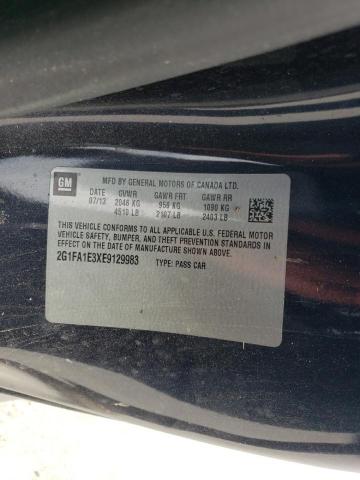 GM
MFD BY GENERAL MOTORS OF CANADA LTD.
DATE GVWR GAWR FRT GAWR RR
07/13 2046 KG 956 KG 1090 KG
4510 LB 2107 LB 2403 LB
THIS VEHICLE CONFORMS TO ALL APPLICABLE U.S. FEDERAL MOTOR
VEHICLE SAFETY, BUMPER, AND THEFT PREVENTION STANDARDS
IN EFFECT ON THE DATE OF MANUFACTURE SHOWN ABOVE.
2G1FA1E3XE9129983 TYPE: PASS CAR